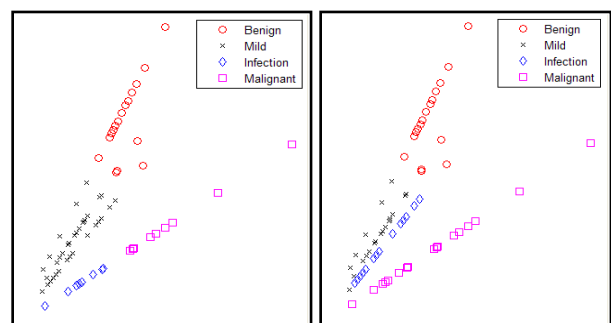 Benign
Mild
Infection
Malignant
Benign
Mild
Infection
Malignant